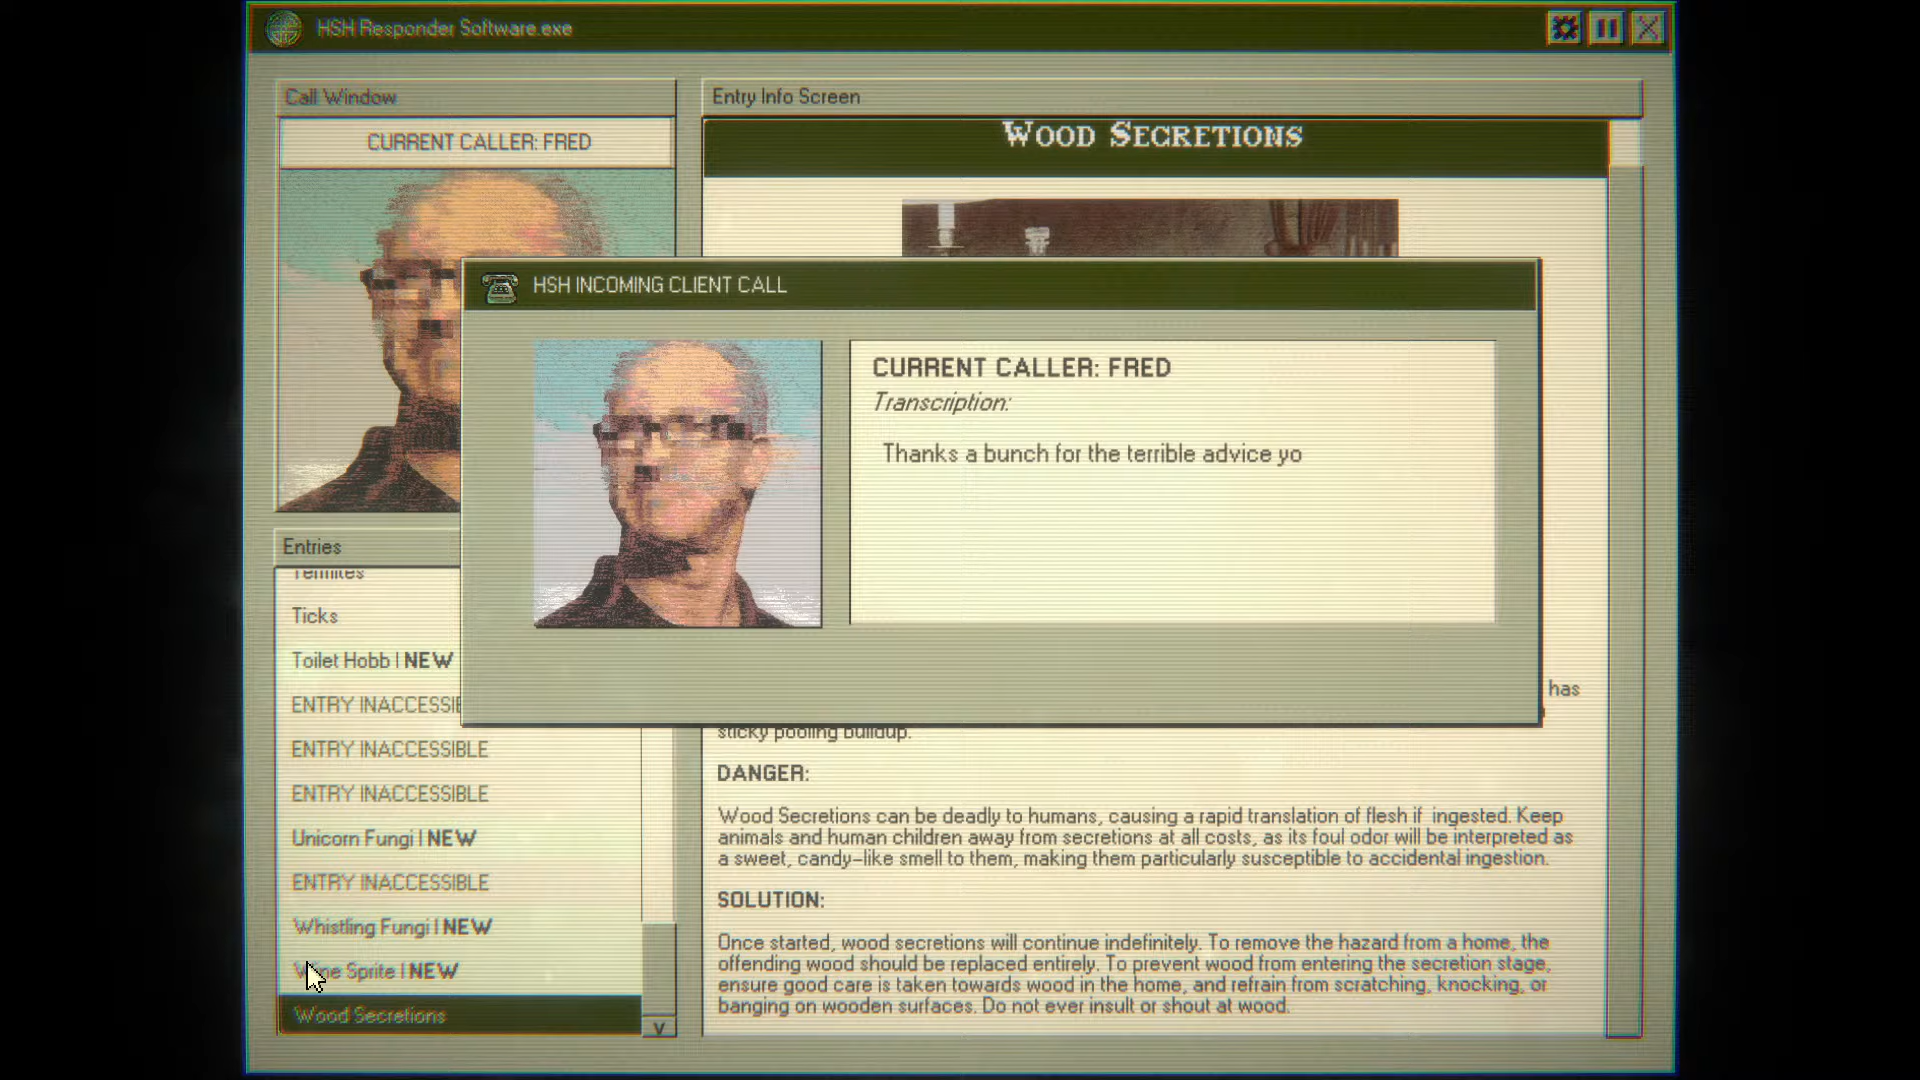 HSH Responder Software.exe
Call Window
CURRENT CALLER: FRED
Entry Info Screen
WOOD SECRETIONS
HSH INCOMING CLIENT CALL
CURRENT CALLER: FRED
Transcription:
Thanks a bunch for the terrible advice yo
Entries
Termites
Ticks
Toilet Hobb | NEW
ENTRY INACCESSIB
ENTRY INACCESSIBLE
ENTRY INACCESSIBLE
Unicorn Fungi | NEW
ENTRY INACCESSIBLE
Whistling Fungi | NEW
Wine Sprite | NEW
Wood Secretions
v
has
sticky pooling buildup.
DANGER:
Wood Secretions can be deadly to humans, causing a rapid translation of flesh if ingested. Keep
animals and human children away from secretions at all costs, as its foul odor will be interpreted as
a sweet, candy-like smell to them, making them particularly susceptible to accidental ingestion.
SOLUTION:
Once started, wood secretions will continue indefinitely. To remove the hazard from a home, the
offending wood should be replaced entirely. To prevent wood from entering the secretion stage,
ensure good care is taken towards wood in the home, and refrain from scratching, knocking, or
banging on wooden surfaces. Do not ever insult or shout at wood.